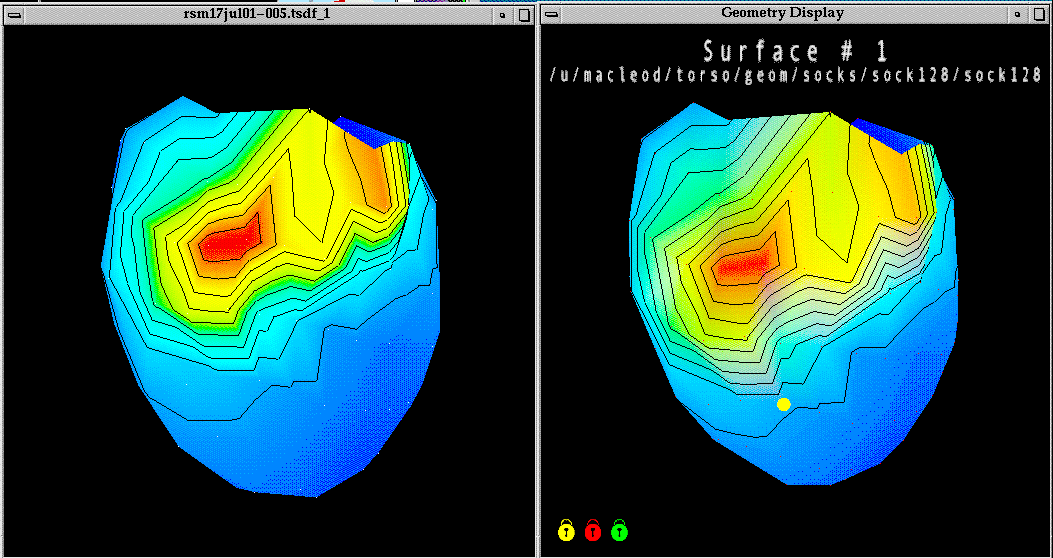 rsm17jul01-005.tsdf_1
Geometry Display
Surface # 1
/u/macleod/torso/geom/socks/sock128/sock128